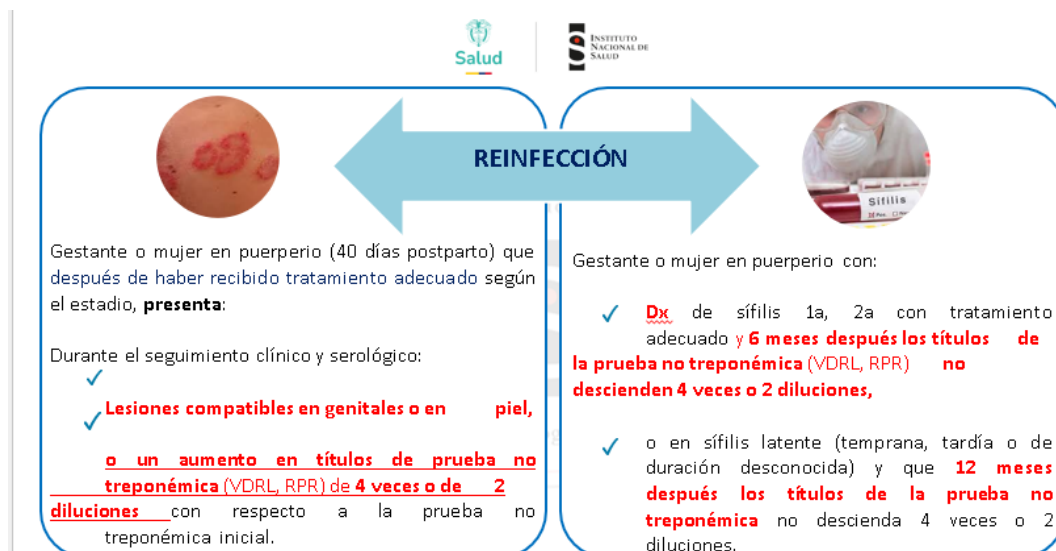 Salud
INSTITUTO
NACIONAL DE
SALUD
REINFECCIÓN
Sífilis
Pos.
Gestante o mujer en puerperio (40 días postparto) que
después de haber recibido tratamiento adecuado según
el estadio, presenta:
Durante el seguimiento clínico y serológico:
Lesiones compatibles en genitales o en piel,
o un aumento en títulos de prueba no
treponémica (VDRL, RPR) de 4 veces o de 2
diluciones con respecto a la prueba no
treponémica inicial.
Gestante o mujer en puerperio con:
Dx de sífilis 1a, 2a con tratamiento
adecuado y 6 meses después los títulos de
la prueba no treponémica (VDRL, RPR) no
descienden 4 veces o 2 diluciones,
o en sífilis latente (temprana, tardía o de
duración desconocida) y que 12 meses
después los títulos de la prueba no
treponémica no descienda 4 veces o 2
diluciones.